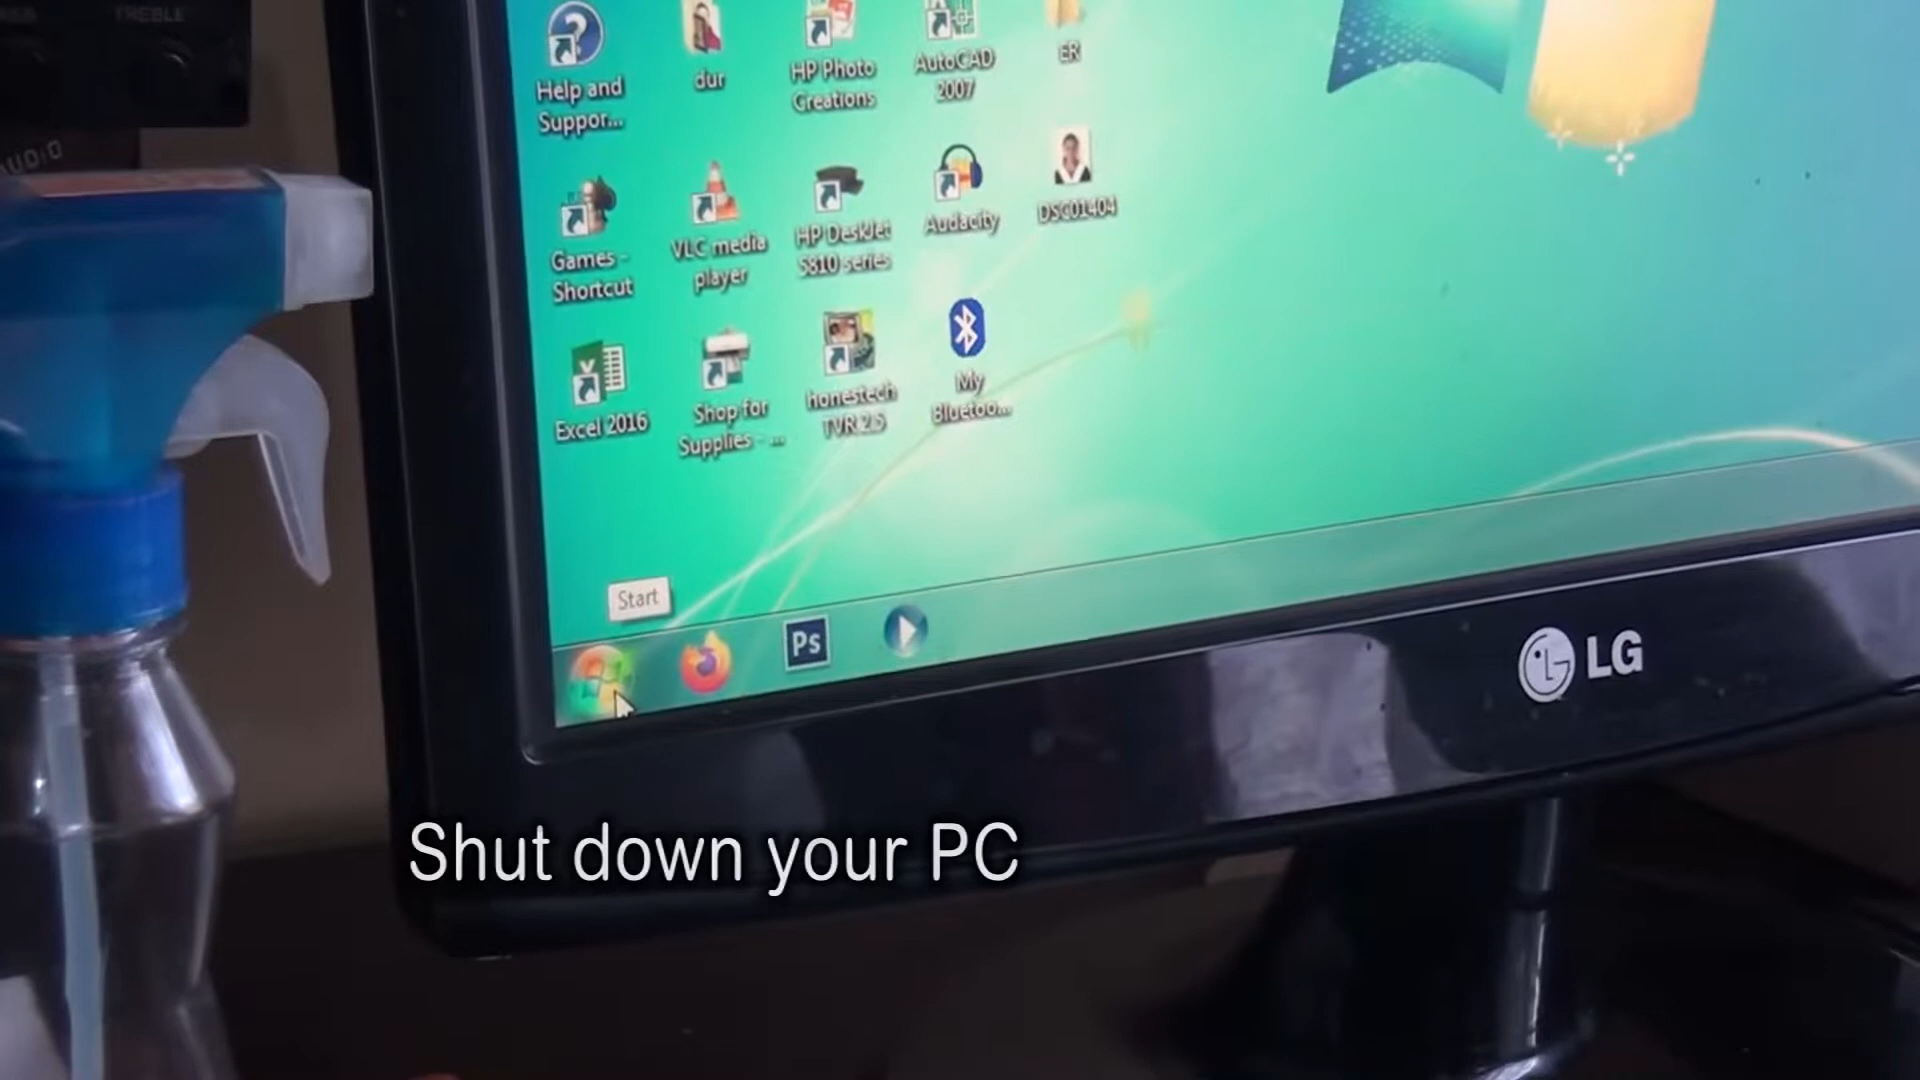 TREBLE
AUDIO
Help and
Suppor...
dur
HP Photo
Creations
AutoCAD
2007
ER
Games -
Shortcut
VLC media
player
HP DeskJet
5810 series
Audacity
DSC01404
Excel 2016
Shop for
Supplies - ...
honestech
TVR 2.5
My
Bluetoo...
Start
Ps
LG
Shut down your PC